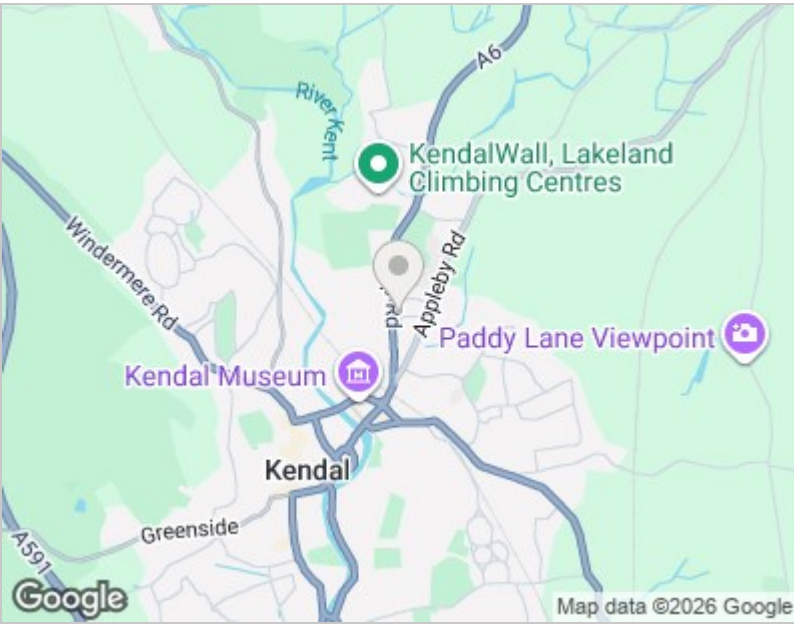 A6
River Kent
KendalWall, Lakeland
Climbing Centres
Windermere Rd
Appleby Rd
Rd
Paddy Lane Viewpoint
Kendal Museum
Kendal
Greenside
A591
Google
Map data ©2026 Google